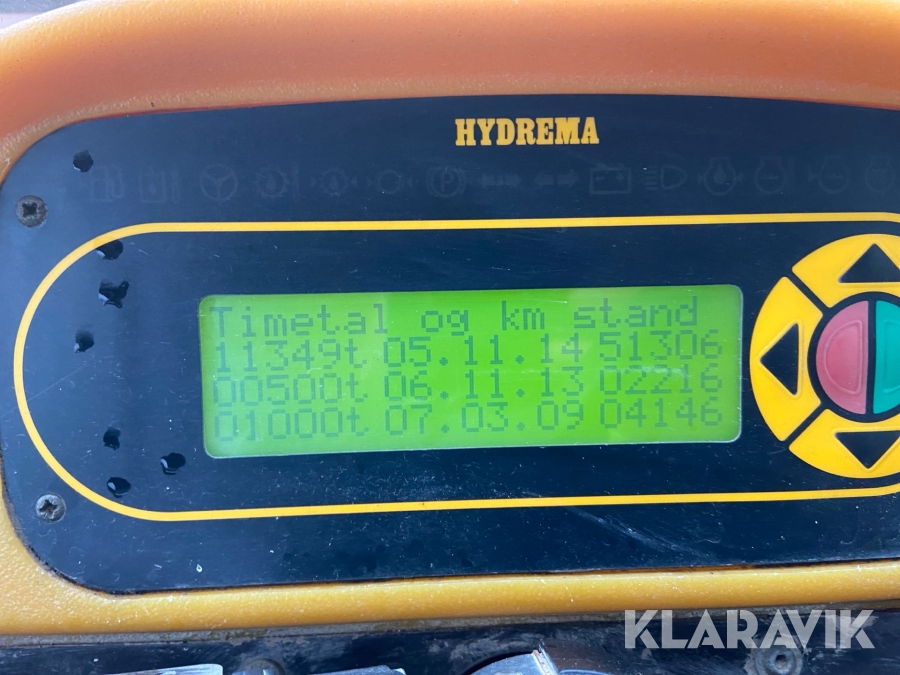 HYDREMA
Timetal og km stand
11349t 05.11.14 51306
00500t 06.11.13 02216
01000t 07.03.09 04146
KLARAVIK